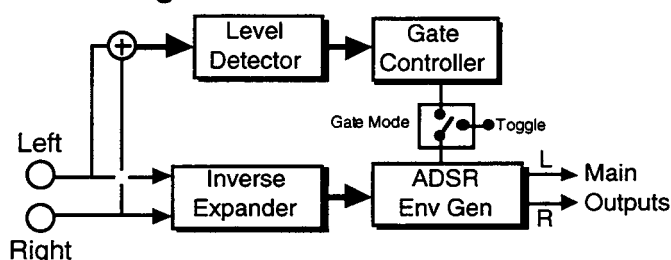 Level
Detector
Gate
Controller
Gate Mode
Toggle
Left
Right
Inverse
Expander
ADSR
Env Gen
L
R
Main
Outputs